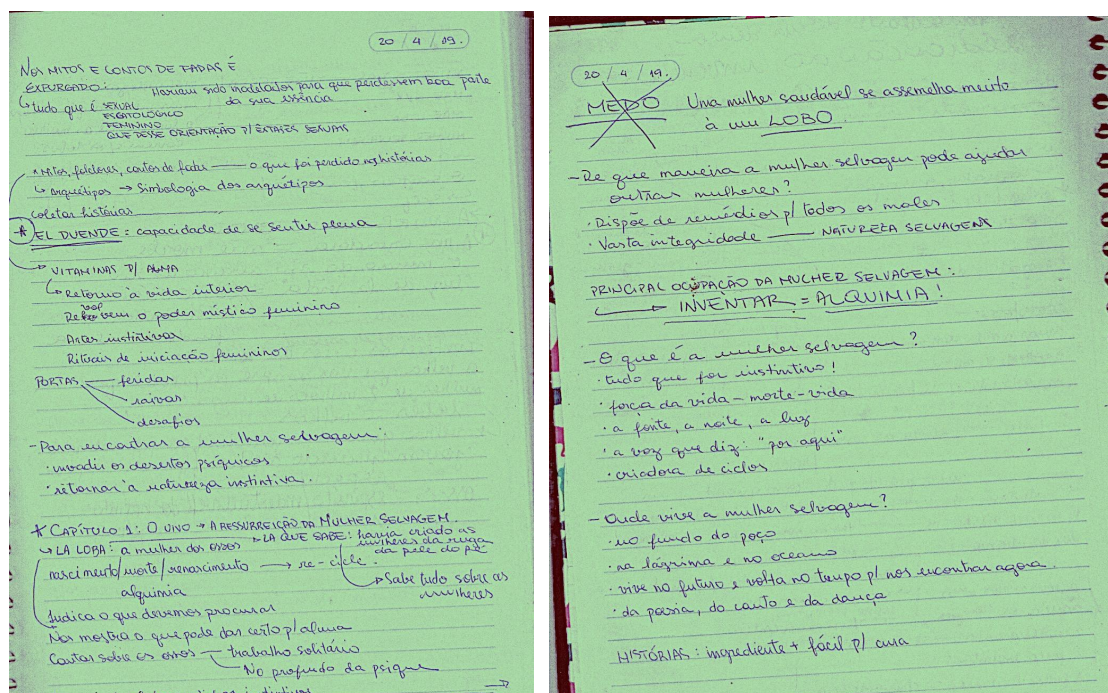 20 / 4 / 19.
NOS MITOS E CONTOS DE FADAS É
EXPURGADO: Haviam sido maldados para que perdessem boa parte
↳ tudo que é SEXUAL da sua essência
ESCATOLÓGICO
FEMININO
QUE DESSE ORIENTAÇÃO P/ ÊXTASES SEXUAIS
* Mitos, folclores, contos de fada — o que foi perdido nas histórias
↳ arquétipos → Simbologia dos arquétipos
coletar histórias
* EL DUENDE: capacidade de se sentir plena
→ VITAMINAS P/ ALMA
↳ Retorno à vida interior
o poder místico feminino
Artes instintivas
Rituais de iniciação femininos
PORTAS — feridas
raivas
desafios
- Para encontrar a mulher selvagem:
· invadir os desertos psíquicos
· retornar à natureza instintiva.
* CAPÍTULO 1: O UIVO → A RESSURREIÇÃO DA MULHER SELVAGEM.
↳ LA LOBA: a mulher dos ossos ↳ LA QUE SABE: havia criado as
mulheres da ruga
da pele do pé
nascimento/morte/renascimento → re-cicle.
alquimia
→ Sabe tudo sobre as
mulheres
Indica o que devemos procurar
Nos mostra o que pode dar certo p/ alma
Cantar sobre os ossos — trabalho solitário
No profundo da psique
→
20 / 4 / 19.
MEDO Uma mulher saudável se assemelha muito
à um LOBO.
- De que maneira a mulher selvagem pode ajudar
outras mulheres?
· Dispõe de remédios p/ todos os males
· Vasta integridade — NATUREZA SELVAGEM
PRINCIPAL OCUPAÇÃO DA MULHER SELVAGEM:
→ INVENTAR = ALQUIMIA!
- O que é a mulher selvagem?
· tudo que for instintivo!
· força da vida - morte - vida
· a fonte, a noite, a luz
· a voz que diz: "por aqui"
· criadora de ciclos
- Onde vive a mulher selvagem?
· no fundo do poço
· na lágrima e no oceano
· vive no futuro e volta no tempo p/ nos encontrar agora.
· da poesia, do canto e da dança
HISTÓRIAS: ingrediente + fácil p/ cura